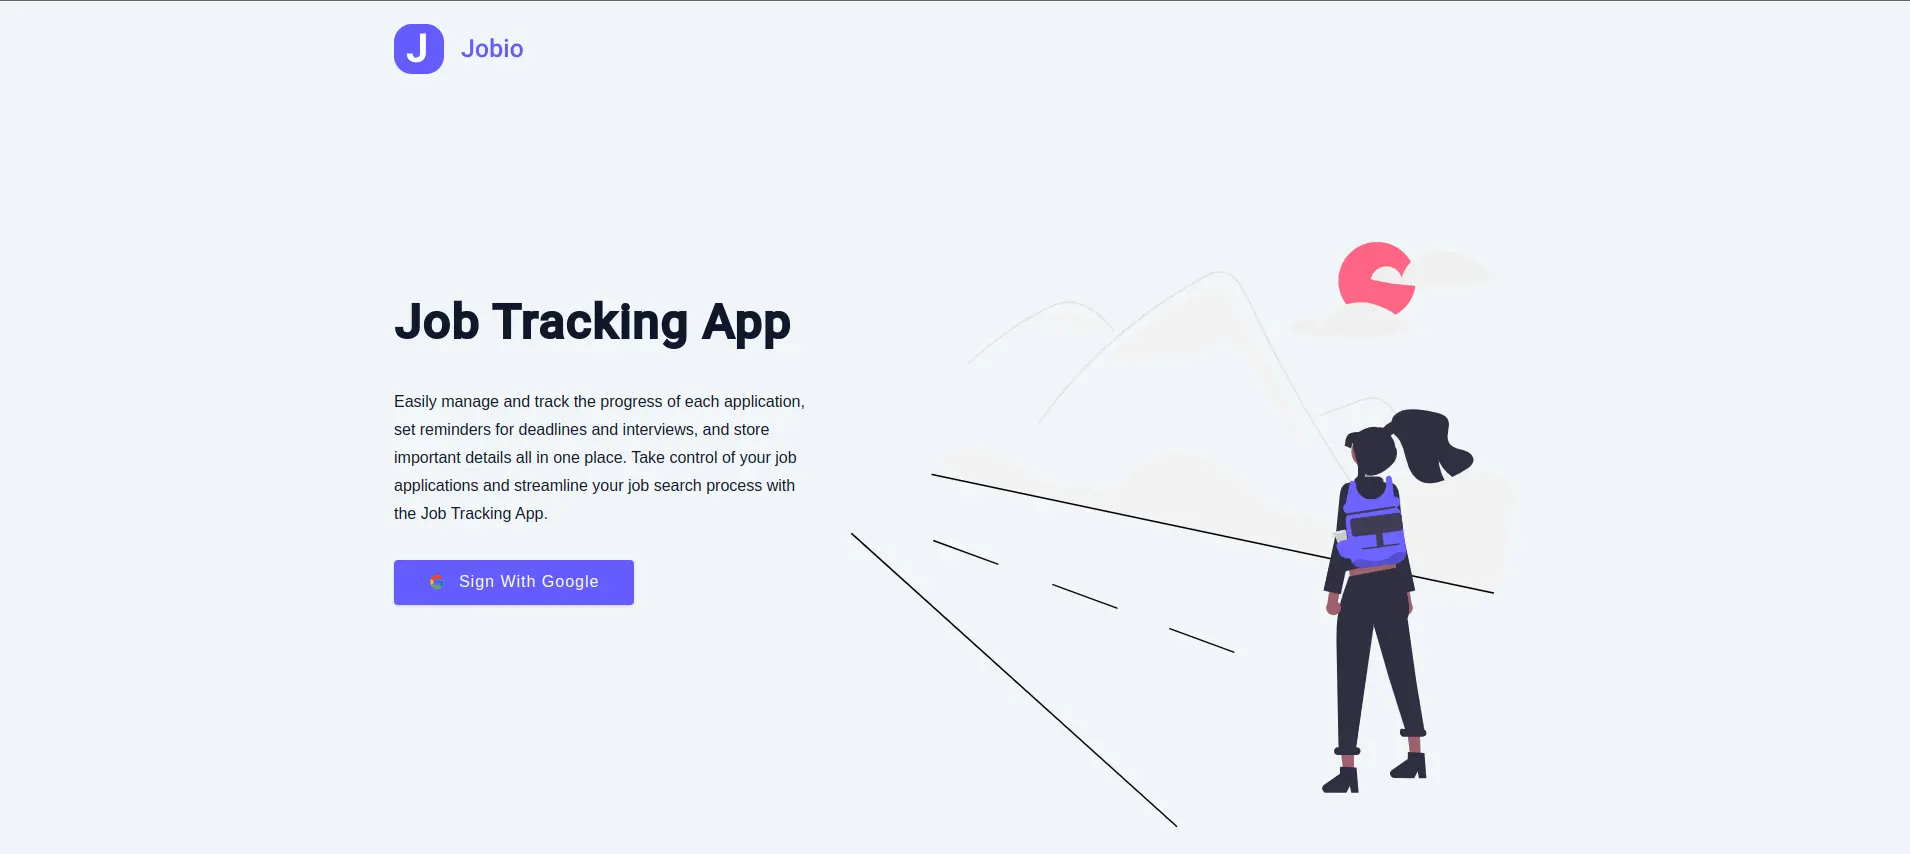 J Jobio
Job Tracking App
Easily manage and track the progress of each application,
set reminders for deadlines and interviews, and store
important details all in one place. Take control of your job
applications and streamline your job search process with
the Job Tracking App.
Sign With Google